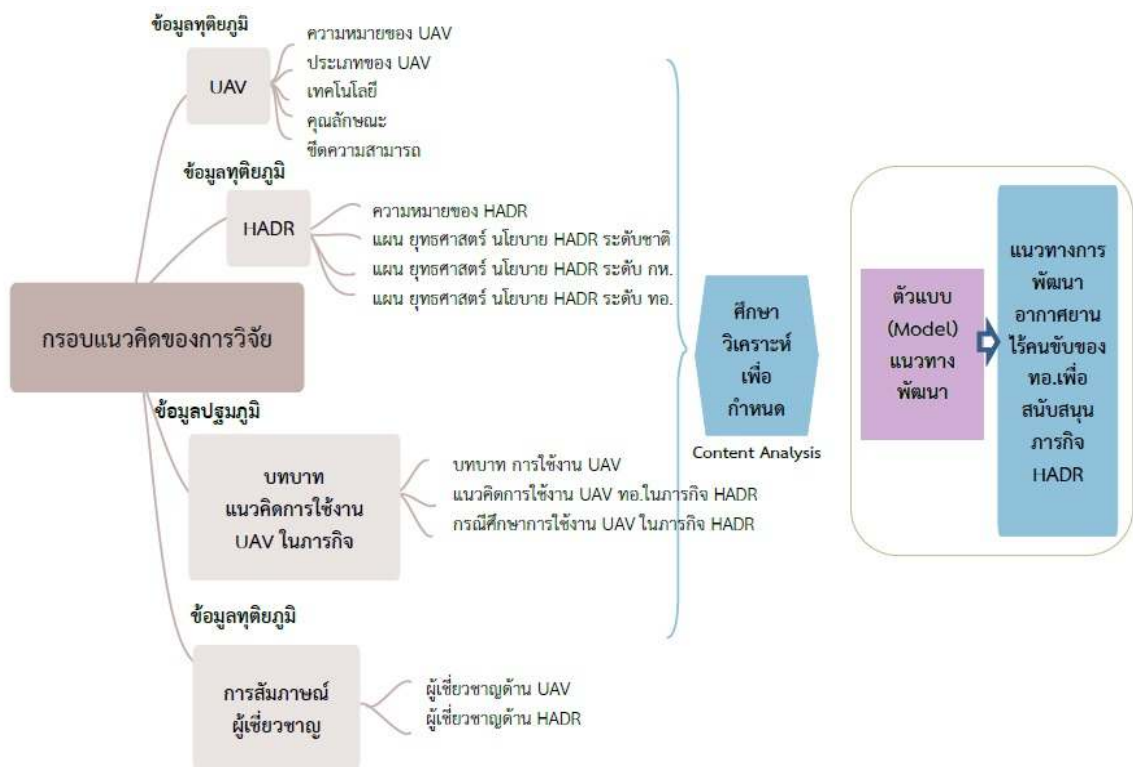 ข้อมูลทุติยภูมิ
UAV
ความหมายของ UAV
ประเภทของ UAV
เทคโนโลยี
คุณลักษณะ
ขีดความสามารถ
ข้อมูลทุติยภูมิ
HADR
ความหมายของ HADR
แผน ยุทธศาสตร์ นโยบาย HADR ระดับชาติ
แผน ยุทธศาสตร์ นโยบาย HADR ระดับ กห.
แผน ยุทธศาสตร์ นโยบาย HADR ระดับ ทอ.
กรอบแนวคิดของการวิจัย
ข้อมูลปฐมภูมิ
บทบาท
แนวคิดการใช้งาน
UAV ในภารกิจ
บทบาท การใช้งาน UAV
แนวคิดการใช้งาน UAV ทอ.ในภารกิจ HADR
กรณีศึกษาการใช้งาน UAV ในภารกิจ HADR
ข้อมูลทุติยภูมิ
การสัมภาษณ์
ผู้เชี่ยวชาญ
ผู้เชี่ยวชาญด้าน UAV
ผู้เชี่ยวชาญด้าน HADR
ศึกษา
วิเคราะห์
เพื่อ
กำหนด
Content Analysis
ตัวแบบ
(Model)
แนวทาง
พัฒนา
แนวทางการ
พัฒนา
อากาศยาน
ไร้คนขับของ
ทอ.เพื่อ
สนับสนุน
ภารกิจ
HADR